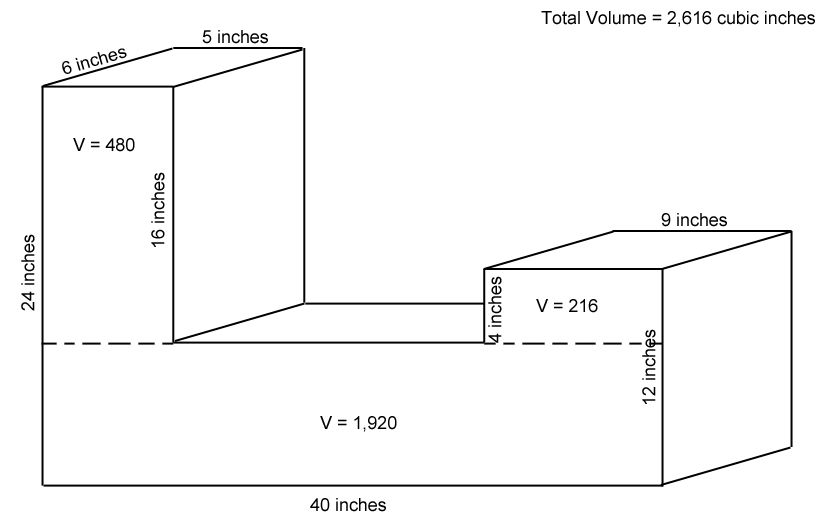 Total Volume = 2,616 cubic inches
5 inches
6 inches
V = 480
16 inches
24 inches
9 inches
4 inches
V = 216
12 inches
V = 1,920
40 inches